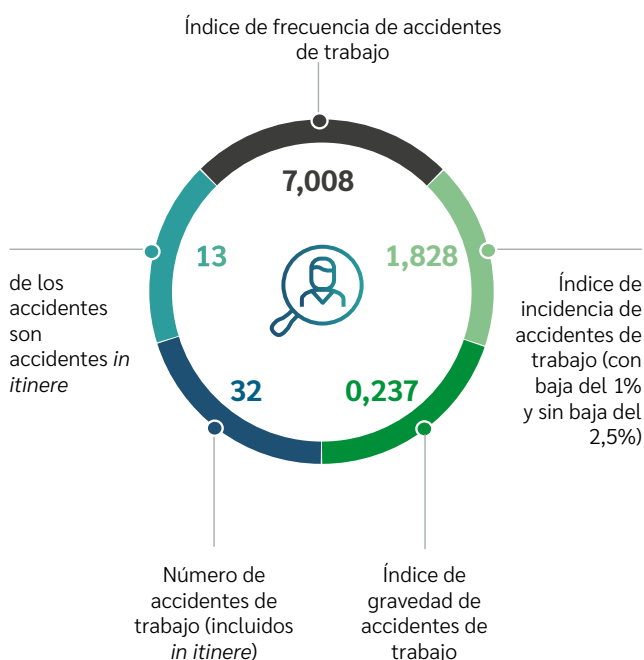 Índice de frecuencia de accidentes
de trabajo
7,008
13
1,828
de los
accidentes
son
accidentes in
itinere
Índice de
incidencia de
accidentes de
trabajo (con
baja del 1%
y sin baja del
2,5%)
32
0,237
Número de
accidentes de
trabajo (incluidos
in itinere)
Índice de
gravedad de
accidentes de
trabajo